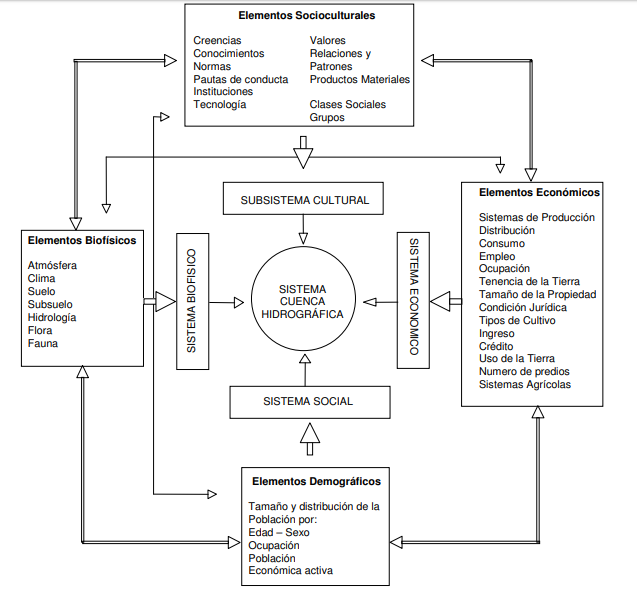 Elementos Socioculturales
Creencias
Conocimientos
Normas
Pautas de conducta
Instituciones
Tecnología
Valores
Relaciones y
Patrones
Productos Materiales
Clases Sociales
Grupos
SUBSISTEMA CULTURAL
Elementos Biofísicos
Atmósfera
Clima
Suelo
Subsuelo
Hidrología
Flora
Fauna
SISTEMA BIOFISICO
SISTEMA
CUENCA
HIDROGRÁFICA
SISTEMA ECONOMICO
Elementos Económicos
Sistemas de Producción
Distribución
Consumo
Empleo
Ocupación
Tenencia de la Tierra
Tamaño de la Propiedad
Condición Jurídica
Tipos de Cultivo
Ingreso
Crédito
Uso de la Tierra
Numero de predios
Sistemas Agrícolas
SISTEMA SOCIAL
Elementos Demográficos
Tamaño y distribución de la
Población por:
Edad – Sexo
Ocupación
Población
Económica activa